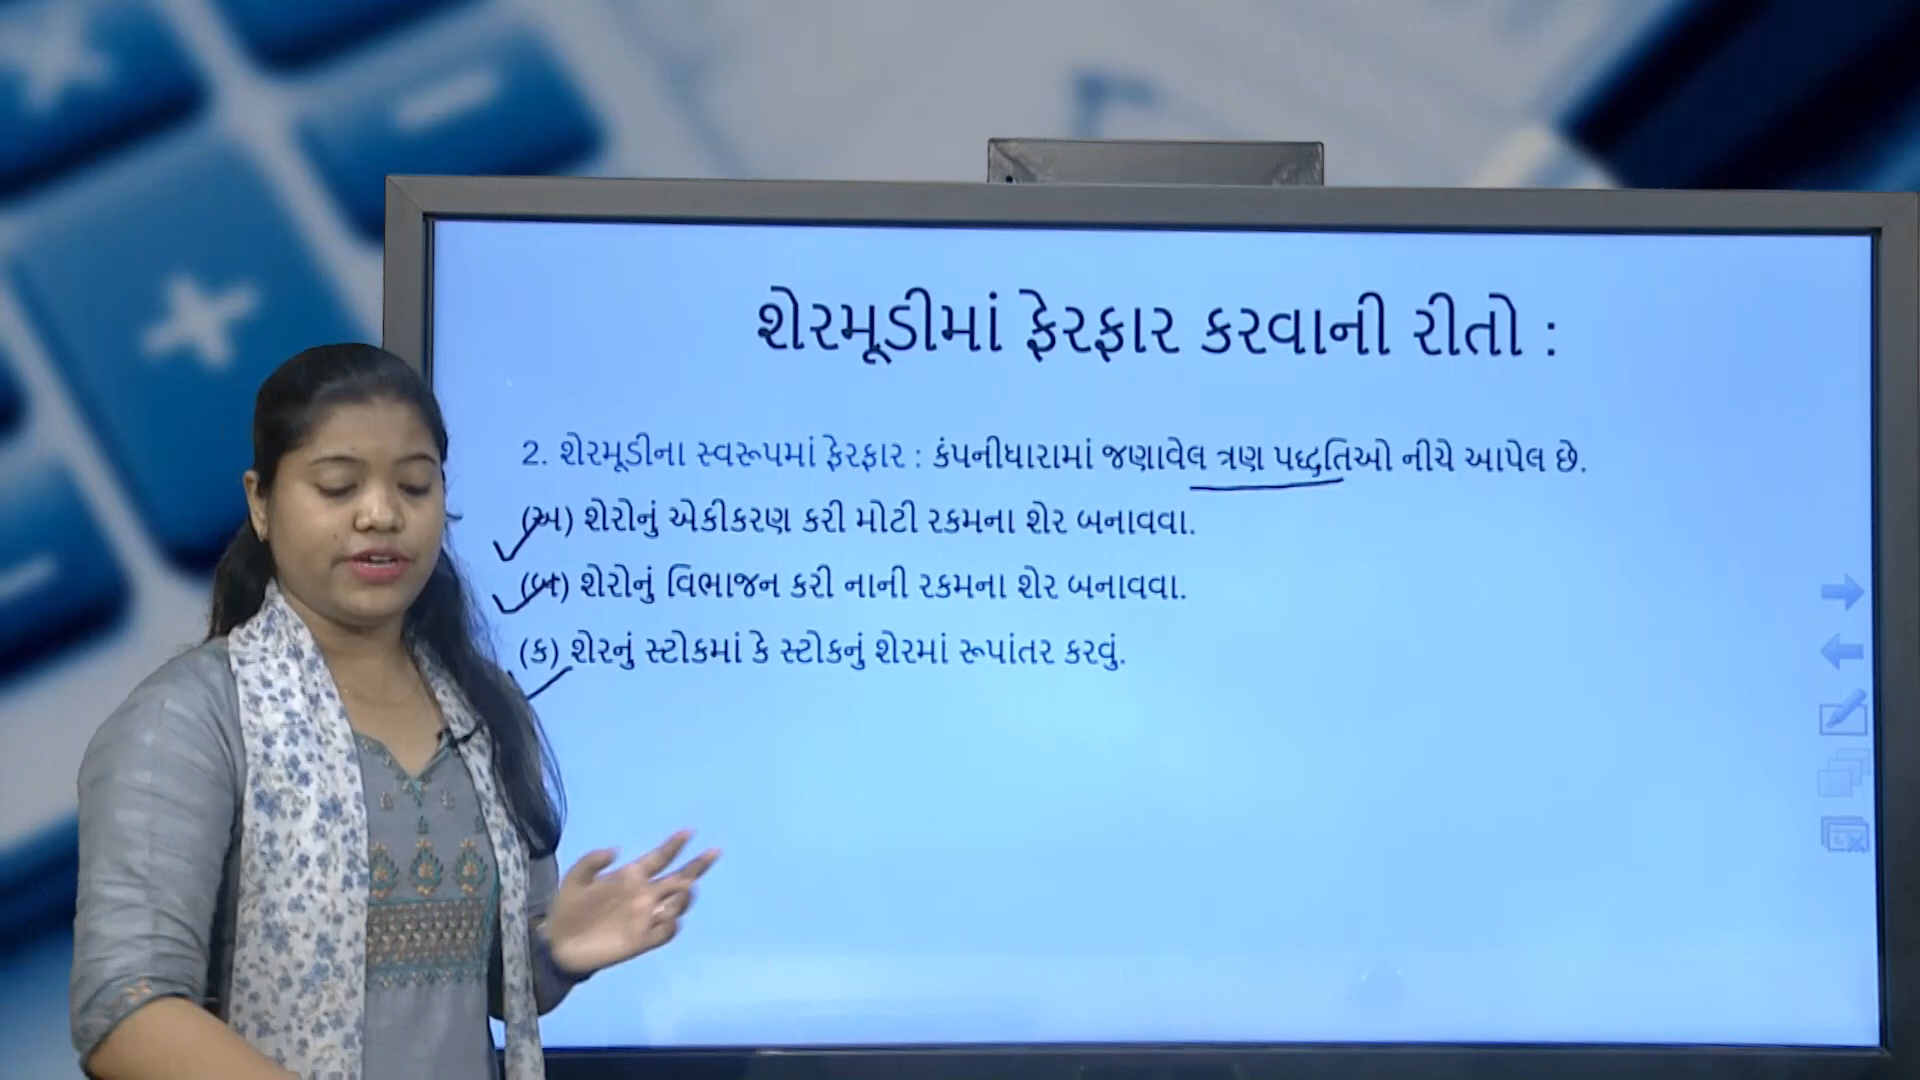 શેરમૂડીમાં ફેરફાર કરવાની રીતો :
2. શેરમૂડીના સ્વરૂપમાં ફેરફાર : કંપનીધારામાં જણાવેલ ત્રણ પદ્ધતિઓ નીચે આપેલ છે.
(અ) શેરોનું એકીકરણ કરી મોટી રકમના શેર બનાવવા.
(બ) શેરોનું વિભાજન કરી નાની રકમના શેર બનાવવા.
(ક) શેરનું સ્ટોકમાં કે સ્ટોકનું શેરમાં રૂપાંતર કરવું.